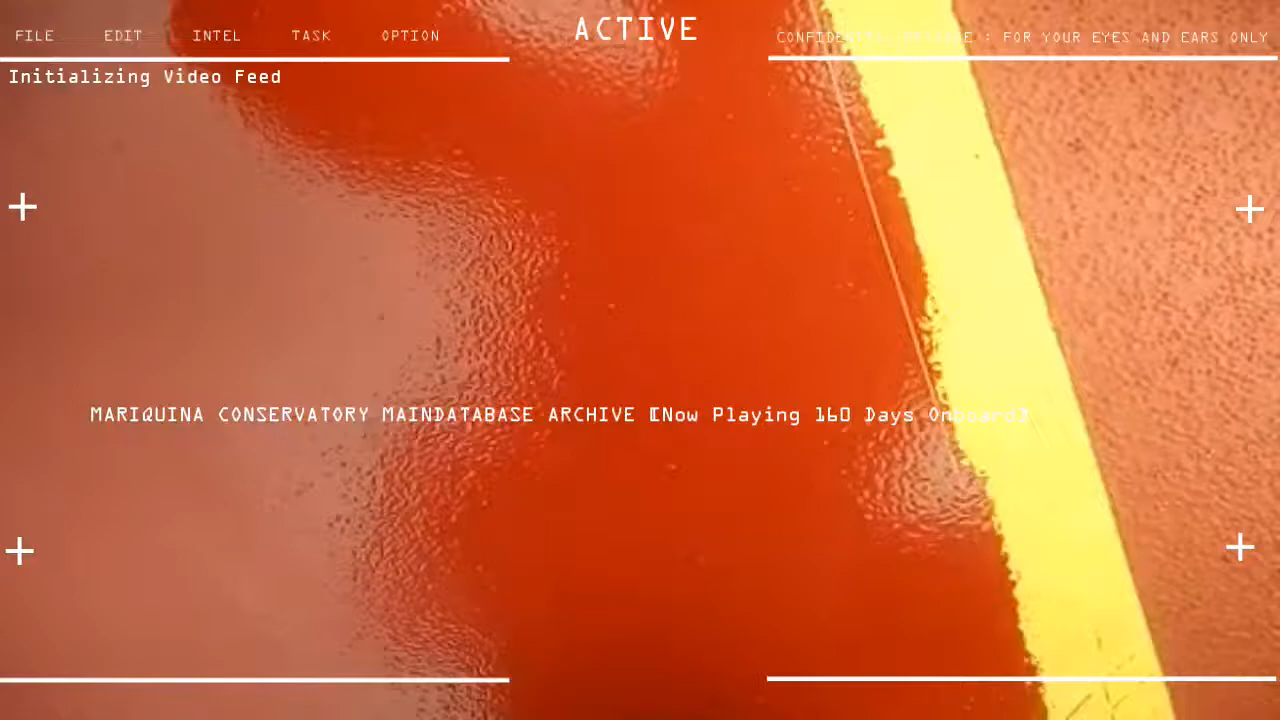 FILE EDIT INTEL TASK OPTION
ACTIVE
CONFIDENTIAL MESSAGE : FOR YOUR EYES AND EARS ONLY
Initializing Video Feed
MARIQUINA CONSERVATORY MAINDATABASE ARCHIVE [Now Playing 160 Days Onboard]